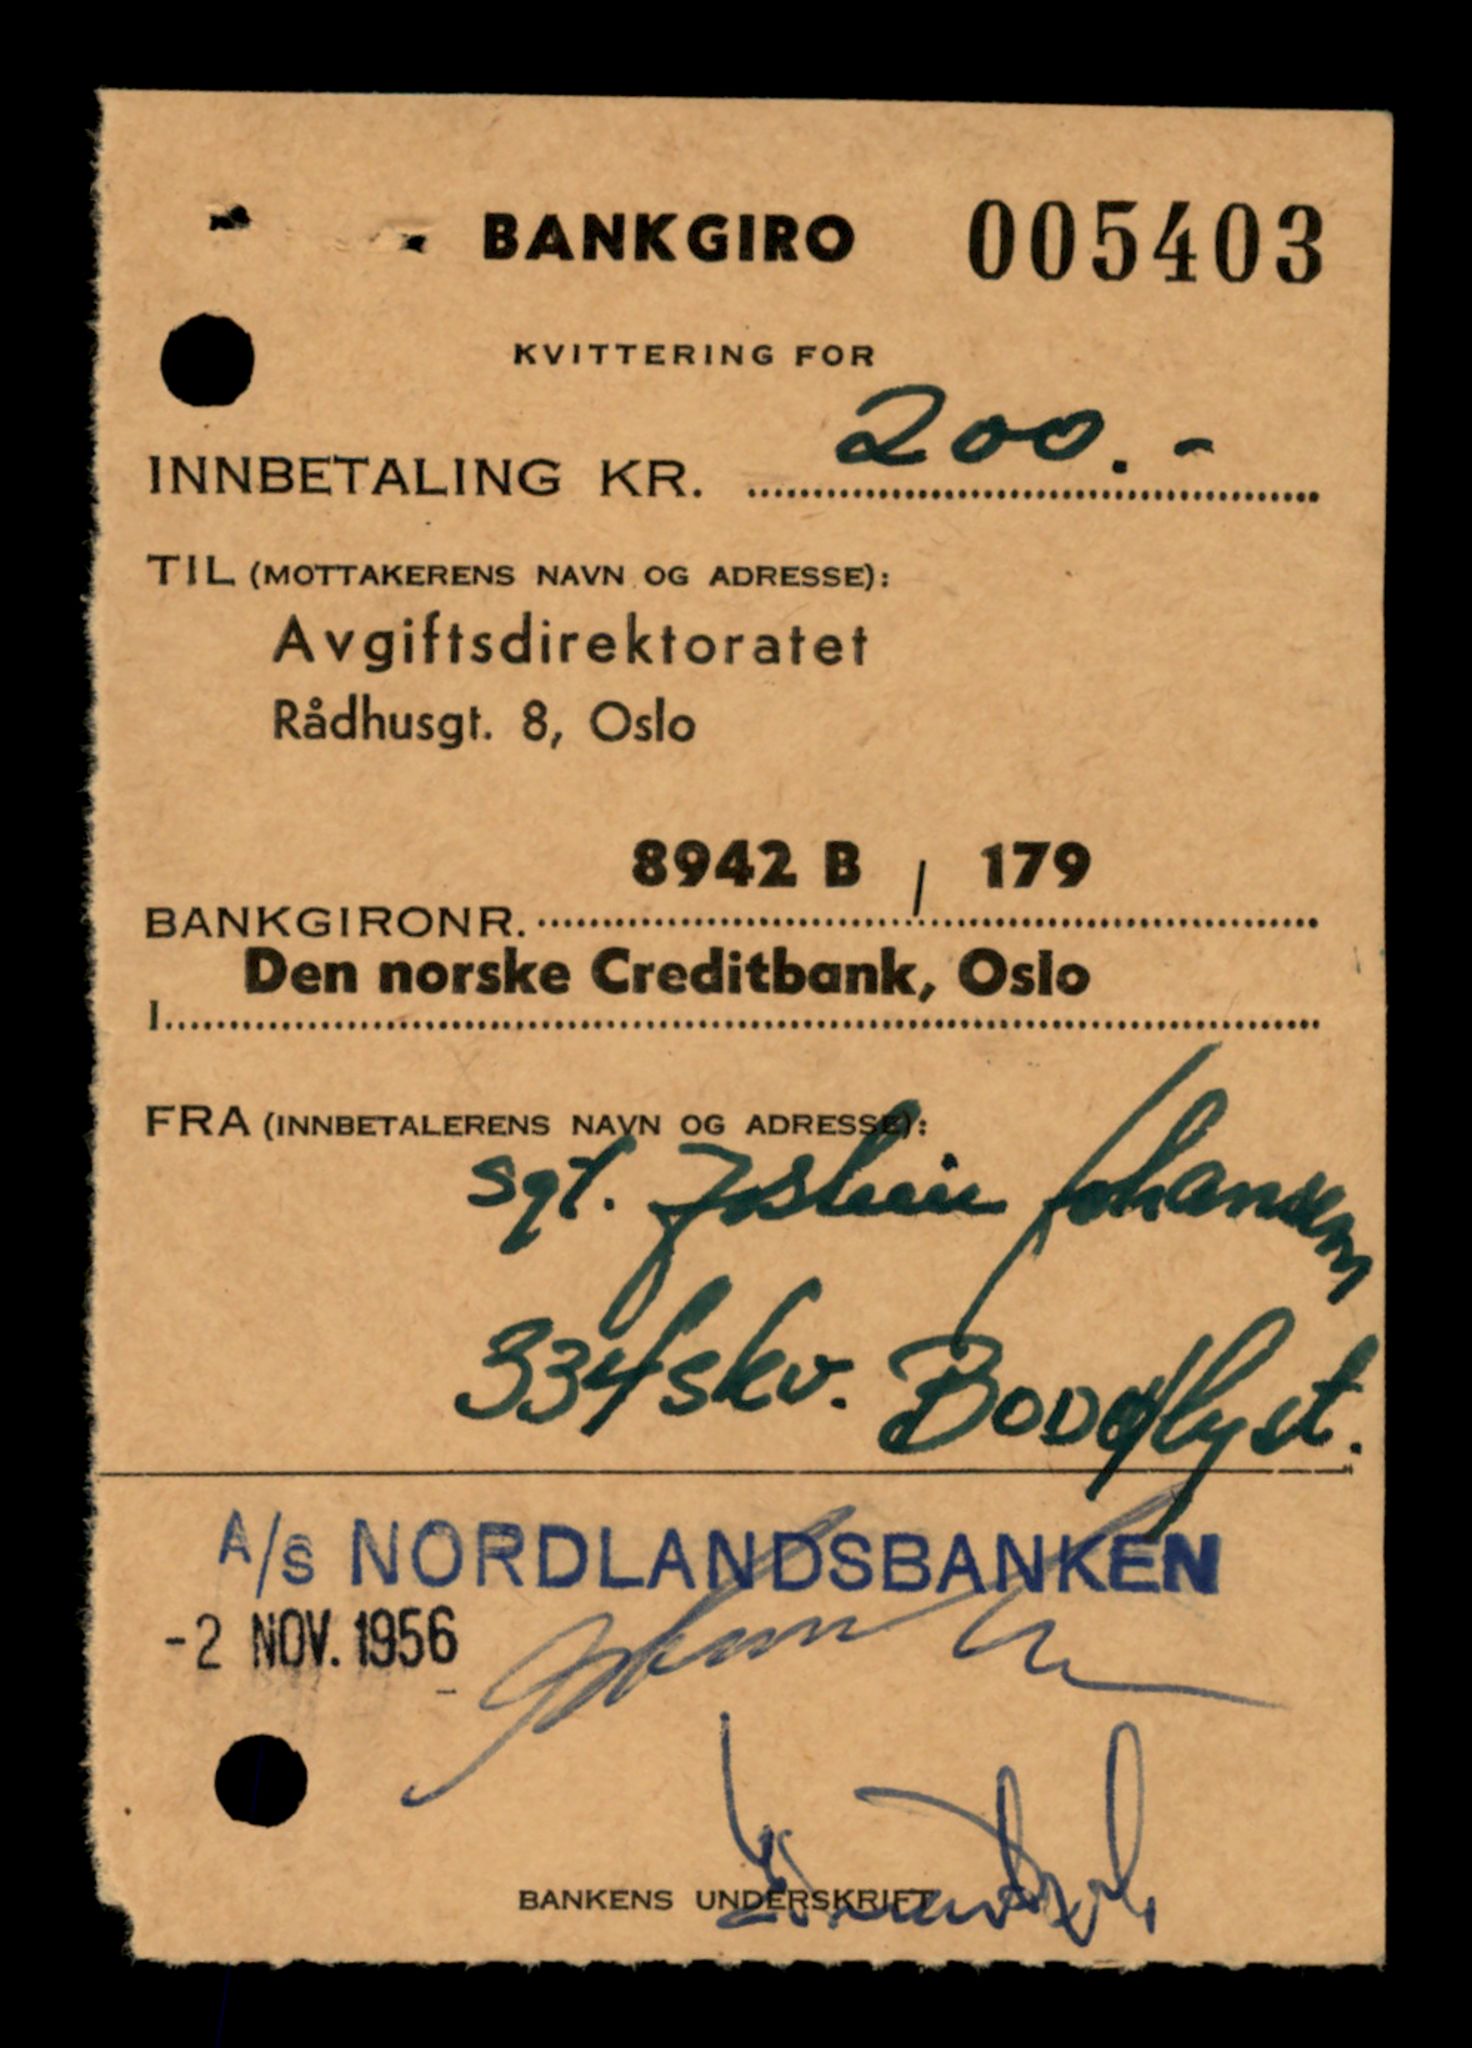 BANKGIRO 005403
KVITTERING FOR
INNBETALING KR. 200.-
TIL (MOTTAKERENS NAVN OG ADRESSE):
Avgiftsdirektoratet
Rådhusgt. 8, Oslo
8942 B / 179
BANKGIRONR.
Den norske Creditbank, Oslo
I
FRA (INNBETALERENS NAVN OG ADRESSE):
sgt. Jostein Johansen
334 skv. Bodø flyst.
A/S NORDLANDSBANKEN
-2 NOV. 1956
BANKENS UNDERSKRIFT